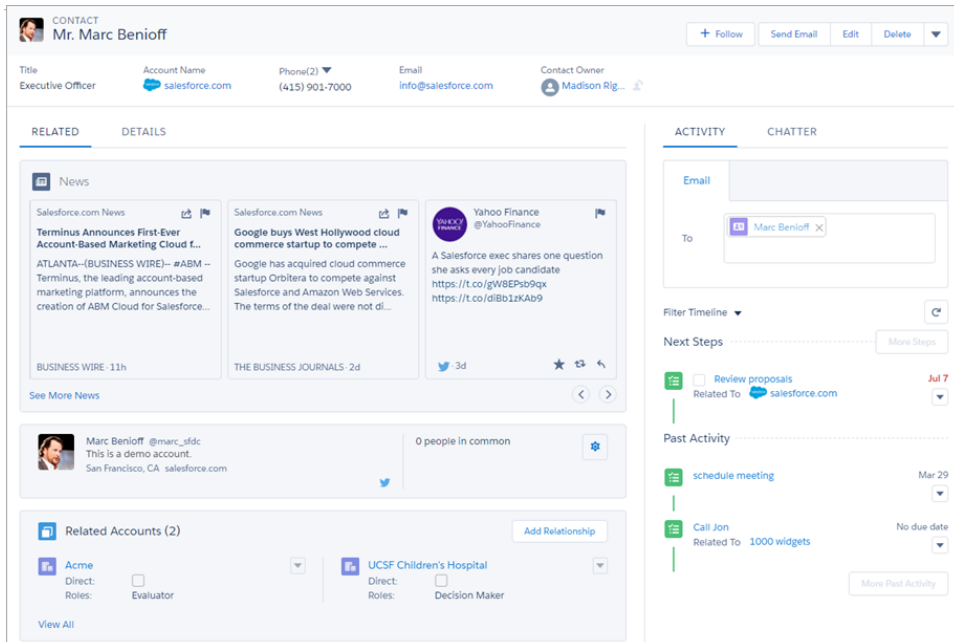 CONTACT
Mr. Marc Benioff
+ Follow
Send Email
Edit
Delete
Title
Executive Officer
Account Name
salesforce.com
Phone(2)
(415) 901-7000
Email
info@salesforce.com
Contact Owner
Madison Rig...
RELATED
DETAILS
News
Salesforce.com News
Terminus Announces First-Ever
Account-Based Marketing Cloud f...
ATLANTA--(BUSINESS WIRE)-- #ABM --
Terminus, the leading account-based
marketing platform, announces the
creation of ABM Cloud for Salesforce...
BUSINESS WIRE · 11h
Salesforce.com News
Google buys West Hollywood cloud
commerce startup to compete ...
Google has acquired cloud commerce
startup Orbitera to compete against
Salesforce and Amazon Web Services.
The terms of the deal were not di...
THE BUSINESS JOURNALS · 2d
YAHOO!
FINANCE
Yahoo Finance
@YahooFinance
A Salesforce exec shares one question
she asks every job candidate
https://t.co/gW8EPsb9qx
https://t.co/diBb1zKAb9
· 3d
See More News
Marc Benioff @marc_sfdc
This is a demo account.
San Francisco, CA salesforce.com
0 people in common
Related Accounts (2)
Add Relationship
Acme
Direct:
Roles: Evaluator
UCSF Children's Hospital
Direct:
Roles: Decision Maker
View All
ACTIVITY
CHATTER
Email
To
Marc Benioff
Filter Timeline
Next Steps
More Steps
Review proposals
Jul 7
Related To salesforce.com
Past Activity
schedule meeting
Mar 29
Call Jon
No due date
Related To 1000 widgets
More Past Activity